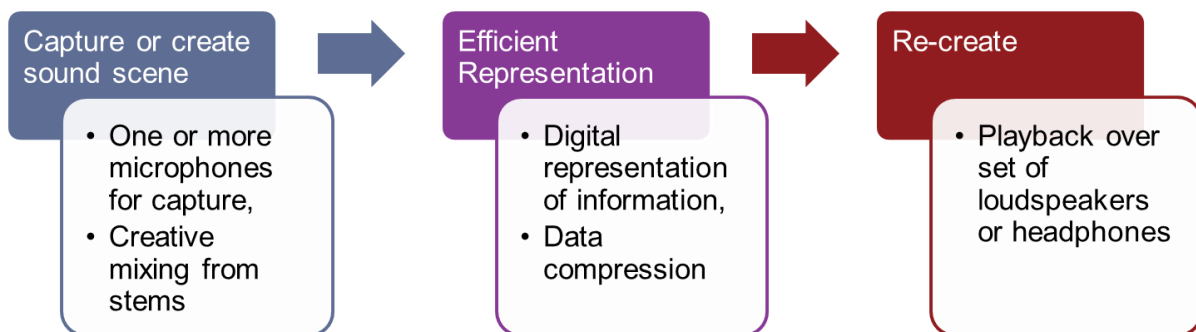 Capture or create
sound scene
• One or more
microphones
for capture,
• Creative
mixing from
stems
Efficient
Representation
• Digital
representation
of information,
• Data
compression
Re-create
• Playback over
set of
loudspeakers
or headphones